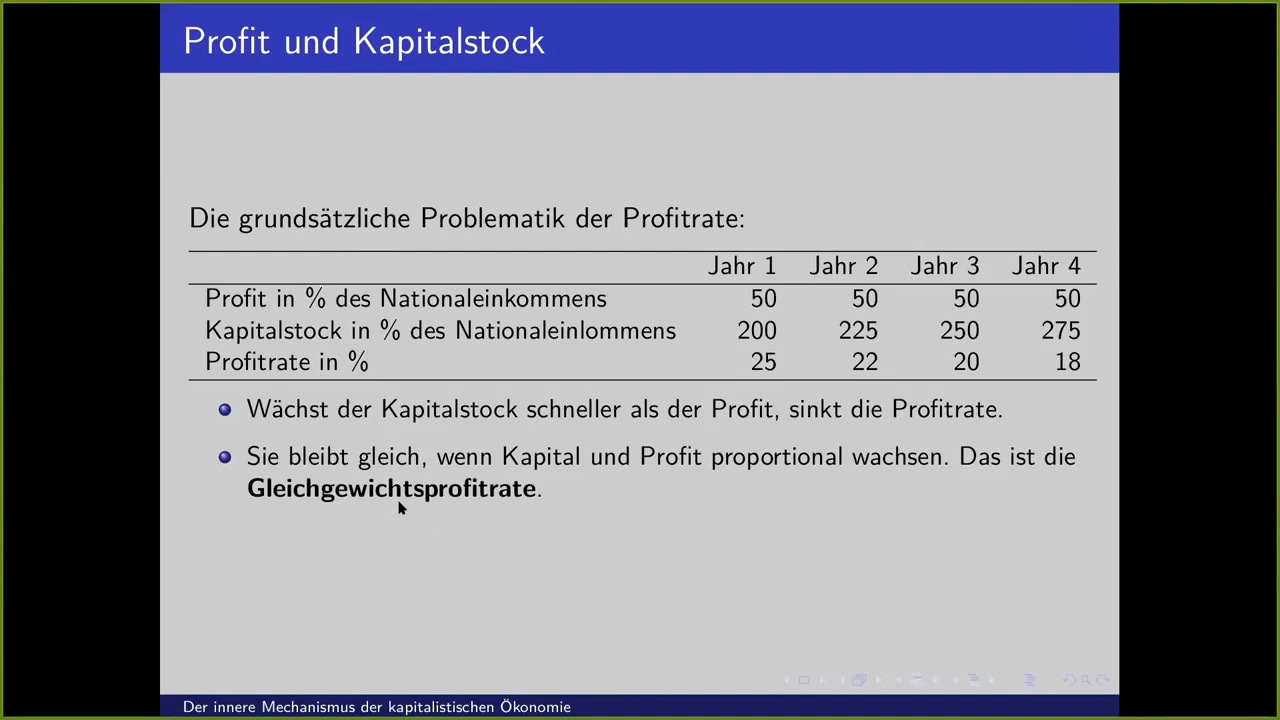 Profit und Kapitalstock
Die grundsätzliche Problematik der Profitrate:
Jahr 1 Jahr 2 Jahr 3 Jahr 4
Profit in % des Nationaleinkommens 50 50 50 50
Kapitalstock in % des Nationaleinlommens 200 225 250 275
Profitrate in % 25 22 20 18
Wächst der Kapitalstock schneller als der Profit, sinkt die Profitrate.
Sie bleibt gleich, wenn Kapital und Profit proportional wachsen. Das ist die
Gleichgewichtsprofitrate.
Der innere Mechanismus der kapitalistischen Ökonomie